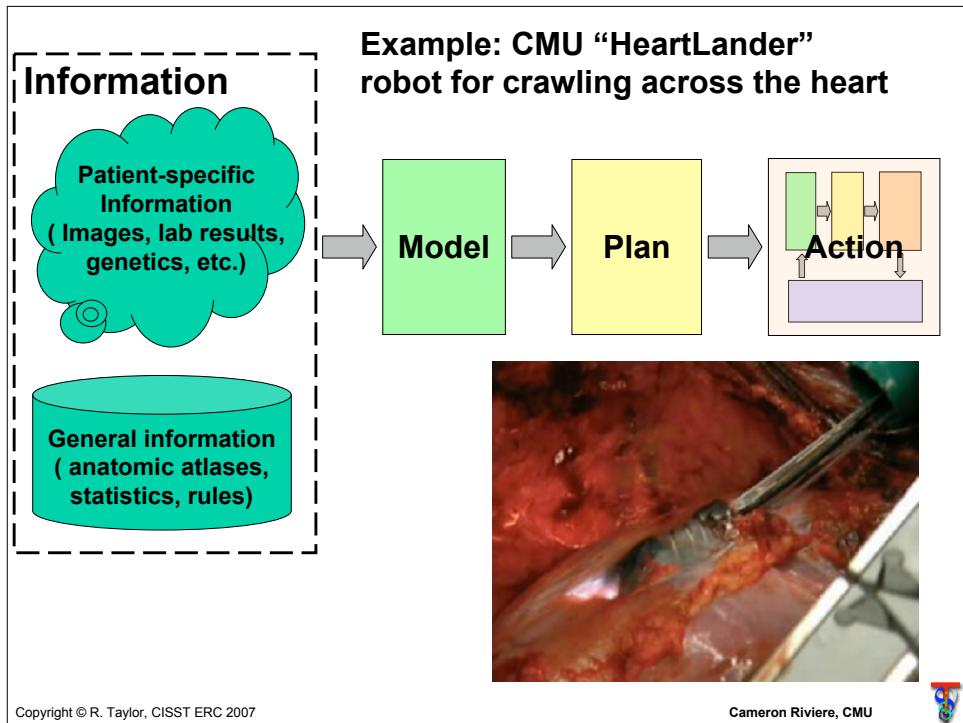 Example: CMU “HeartLander”
robot for crawling across the heart
Information
Patient-specific
Information
( Images, lab results,
genetics, etc.)
General information
( anatomic atlases,
statistics, rules)
Model
Plan
Action
Copyright © R. Taylor, CISST ERC 2007
Cameron Riviere, CMU